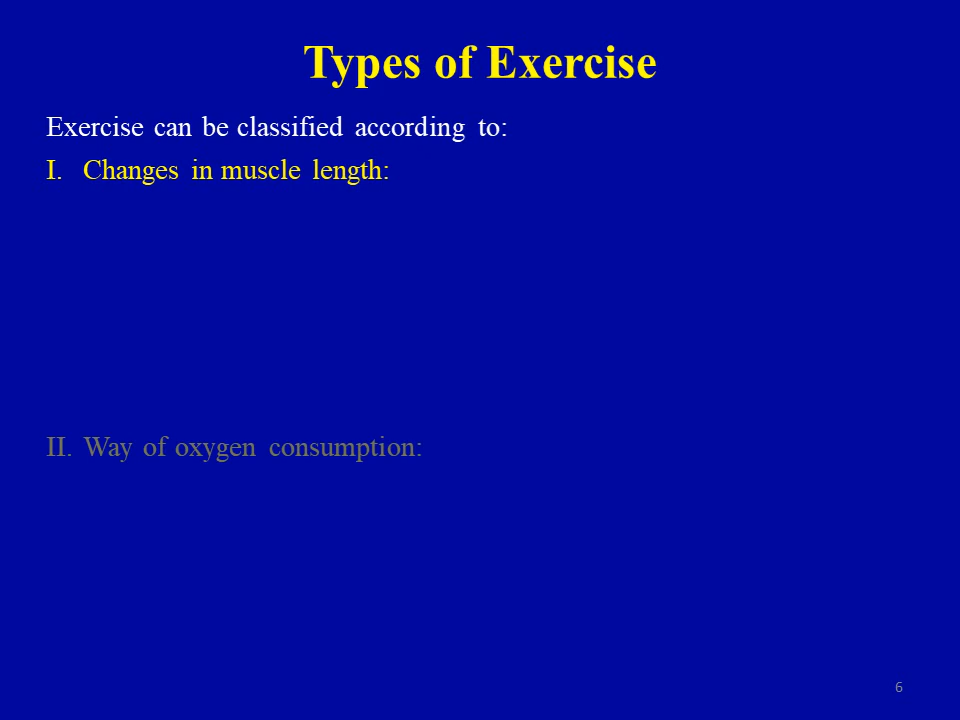 Types of Exercise
Exercise can be classified according to:
I. Changes in muscle length:
II. Way of oxygen consumption:
6